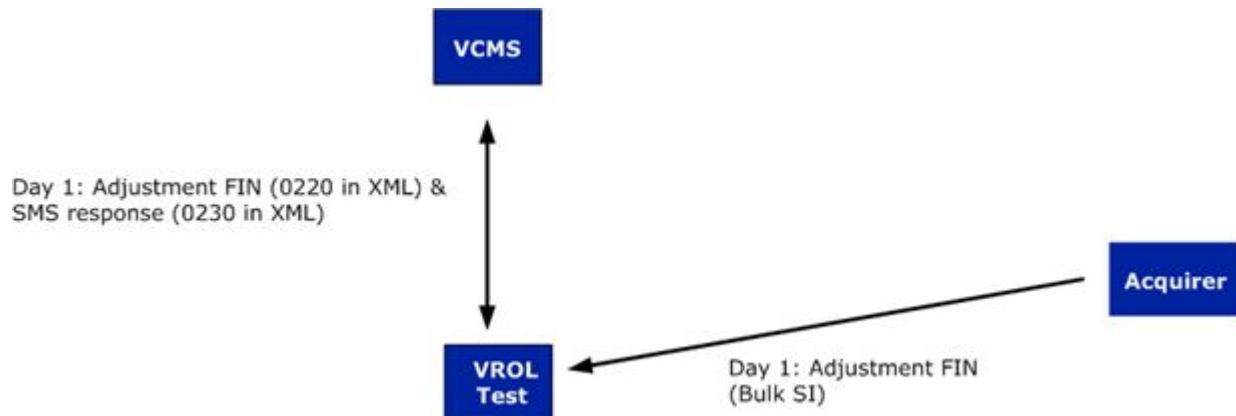 VCMS
Day 1: Adjustment FIN (0220 in XML) &
SMS response (0230 in XML)
Acquirer
VROL
Test
Day 1: Adjustment FIN
(Bulk SI)